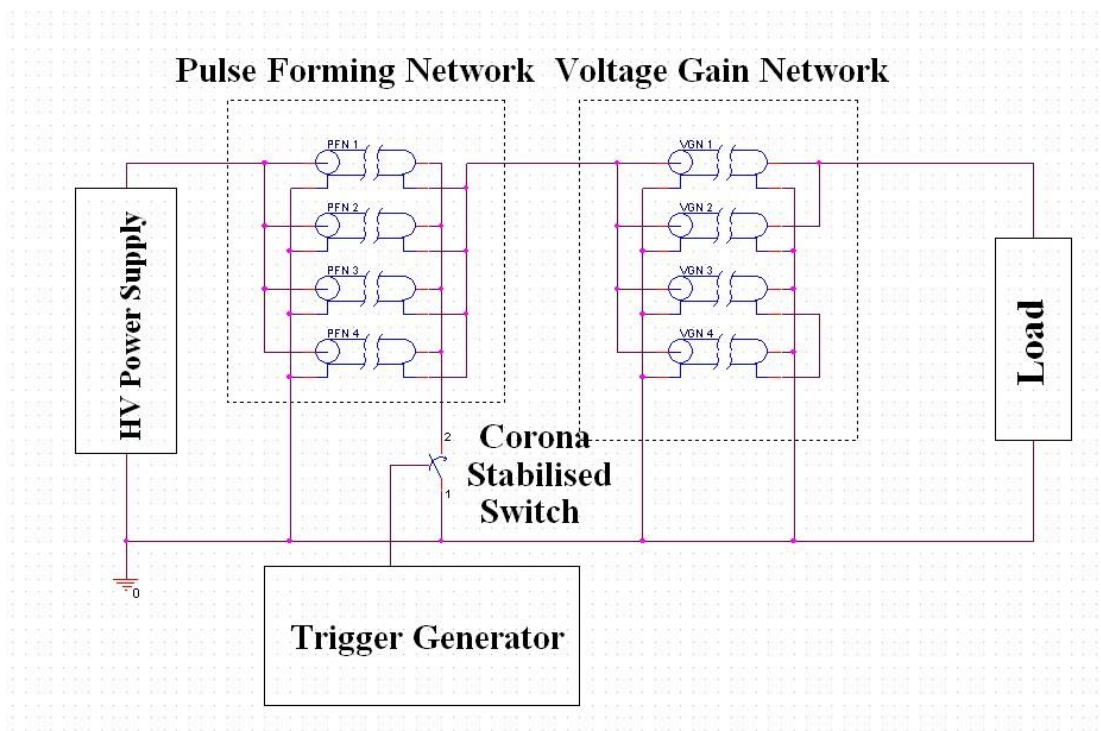 Pulse Forming Network Voltage Gain Network
PFN 1
VGN 1
PFN 2
VGN 2
PFN 3
VGN 3
PFN 4
VGN 4
HV Power Supply
Load
2
Corona
Stabilised
Switch
1
0
Trigger Generator